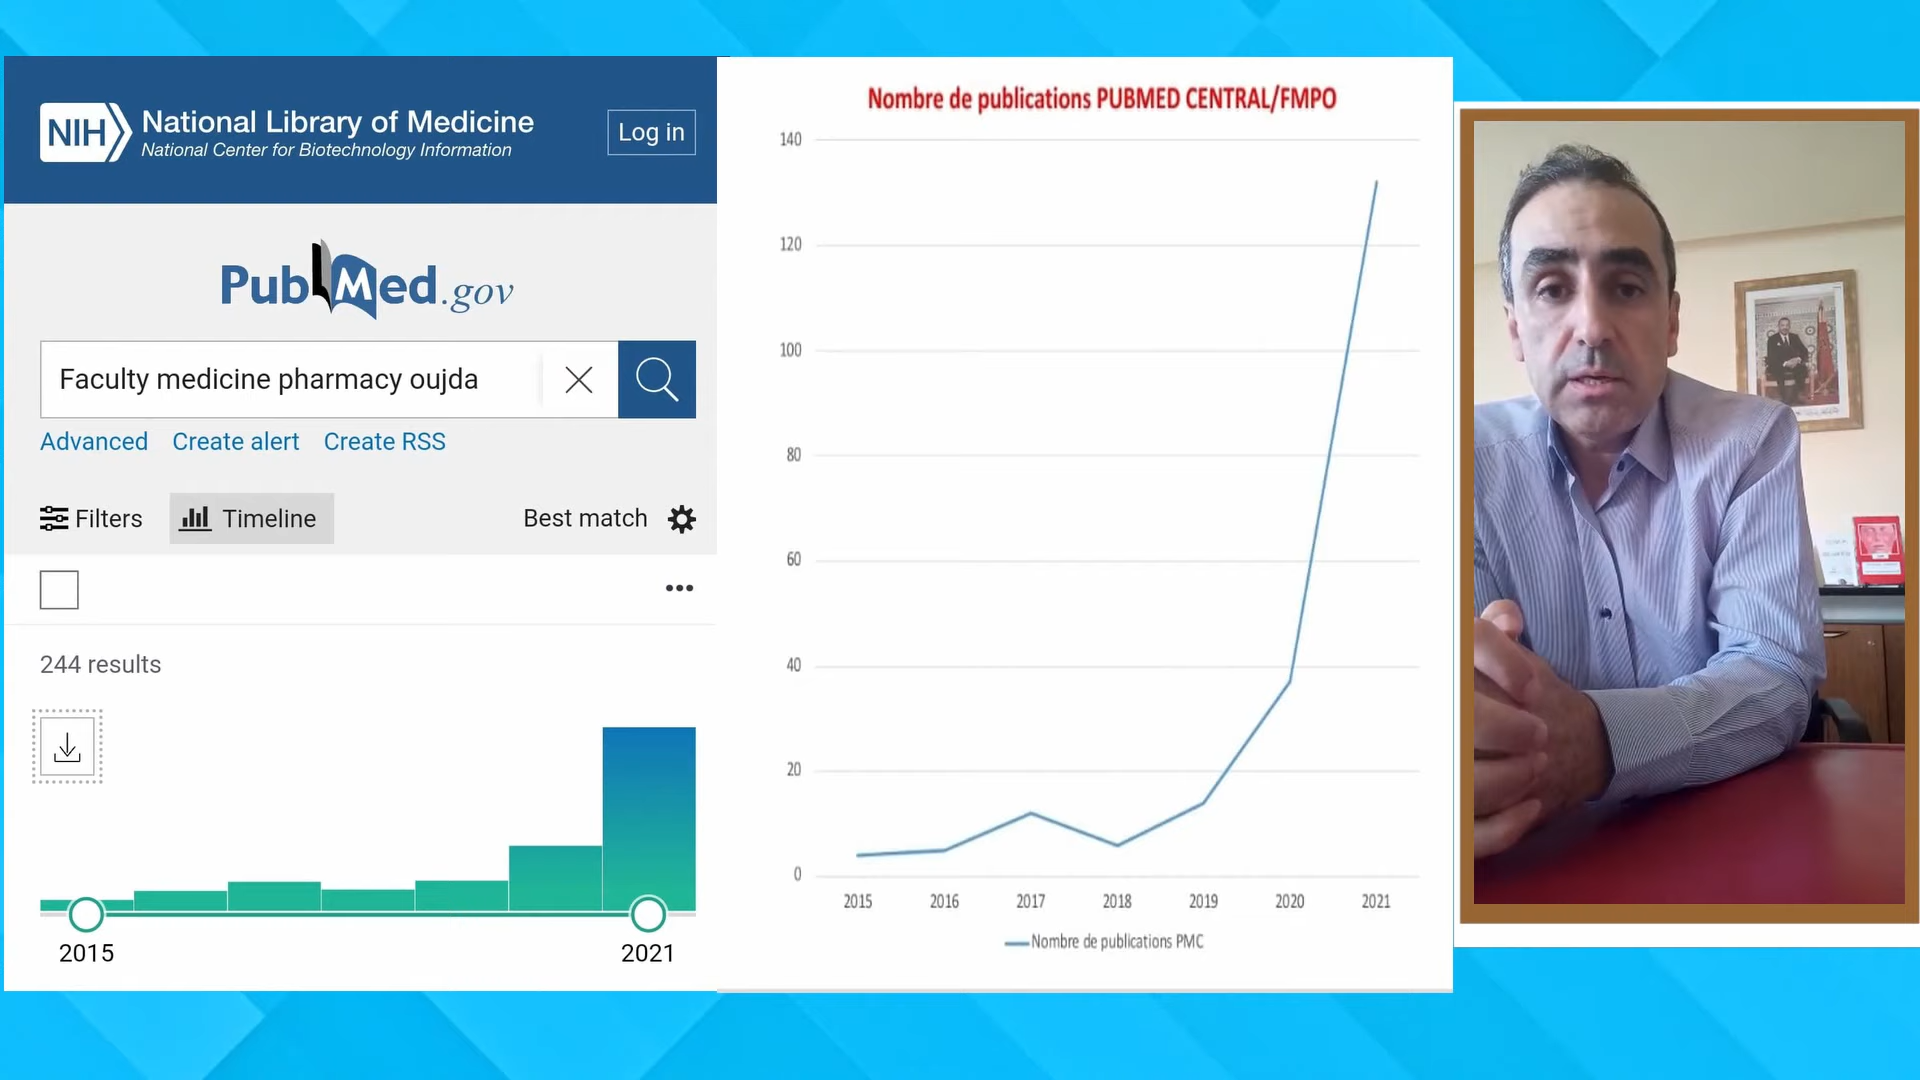 NIH
National Library of Medicine
National Center for Biotechnology Information
Log in
PubMed.gov
Faculty medicine pharmacy oujda
Advanced Create alert Create RSS
Filters Timeline Best match
244 results
2015 2021
Nombre de publications PUBMED CENTRAL/FMPO
140
120
100
80
60
40
20
0
2015 2016 2017 2018 2019 2020 2021
Nombre de publications PMC